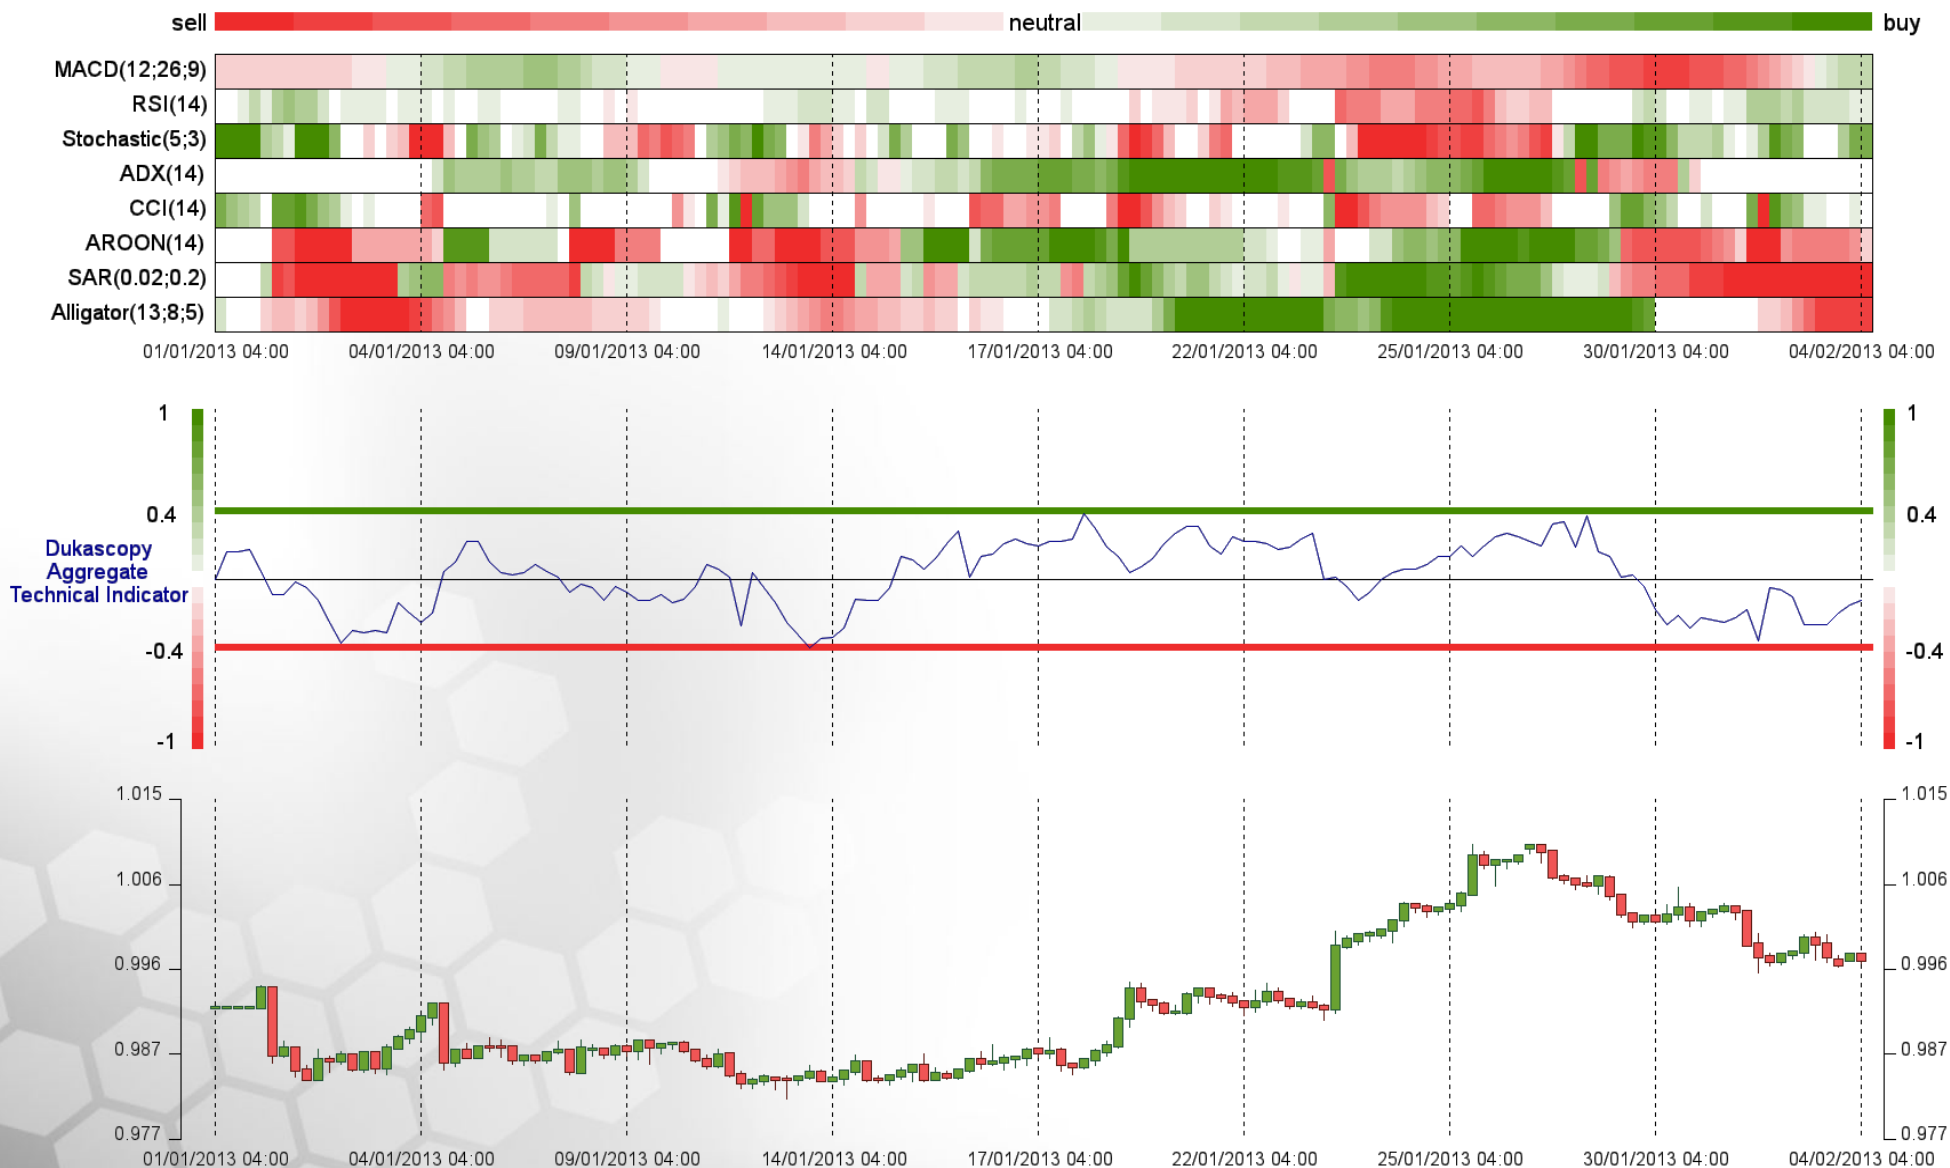 sell neutral buy
MACD(12;26;9)
RSI(14)
Stochastic(5;3)
ADX(14)
CCI(14)
AROON(14)
SAR(0.02;0.2)
Alligator(13;8;5)
01/01/2013 04:00 04/01/2013 04:00 09/01/2013 04:00 14/01/2013 04:00 17/01/2013 04:00 22/01/2013 04:00 25/01/2013 04:00 30/01/2013 04:00 04/02/2013 04:00
1 1
0.4 0.4
Dukascopy
Aggregate
Technical Indicator
-0.4 -0.4
-1 -1
1.015 1.015
1.006 1.006
0.996 0.996
0.987 0.987
0.977 0.977
01/01/2013 04:00 04/01/2013 04:00 09/01/2013 04:00 14/01/2013 04:00 17/01/2013 04:00 22/01/2013 04:00 25/01/2013 04:00 30/01/2013 04:00 04/02/2013 04:00